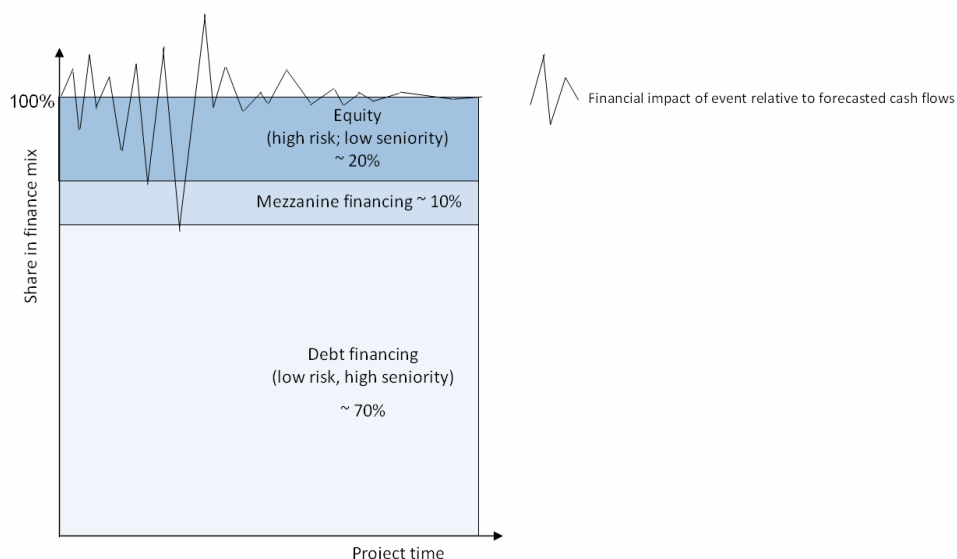 100%
Equity
(high risk; low seniority)
~ 20%
Mezzanine financing ~ 10%
Share in finance mix
Debt financing
(low risk, high seniority)
~ 70%
Project time
Financial impact of event relative to forecasted cash flows